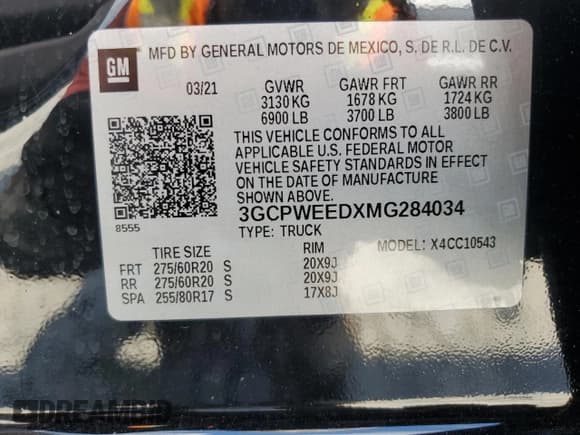 GM MFD BY GENERAL MOTORS DE MEXICO, S. DE R.L. DE C.V.
03/21 GVWR GAWR FRT GAWR RR
3130 KG 1678 KG 1724 KG
6900 LB 3700 LB 3800 LB
THIS VEHICLE CONFORMS TO ALL
APPLICABLE U.S. FEDERAL MOTOR
VEHICLE SAFETY STANDARDS IN EFFECT
ON THE DATE OF MANUFACTURE
SHOWN ABOVE.
8555 3GCPWEEDXMG284034
TYPE: TRUCK MODEL: X4CC10543
TIRE SIZE RIM
FRT 275/60R20 S 20X9J
RR 275/60R20 S 20X9J
SPA 255/80R17 S 17X8J
DREAMBID